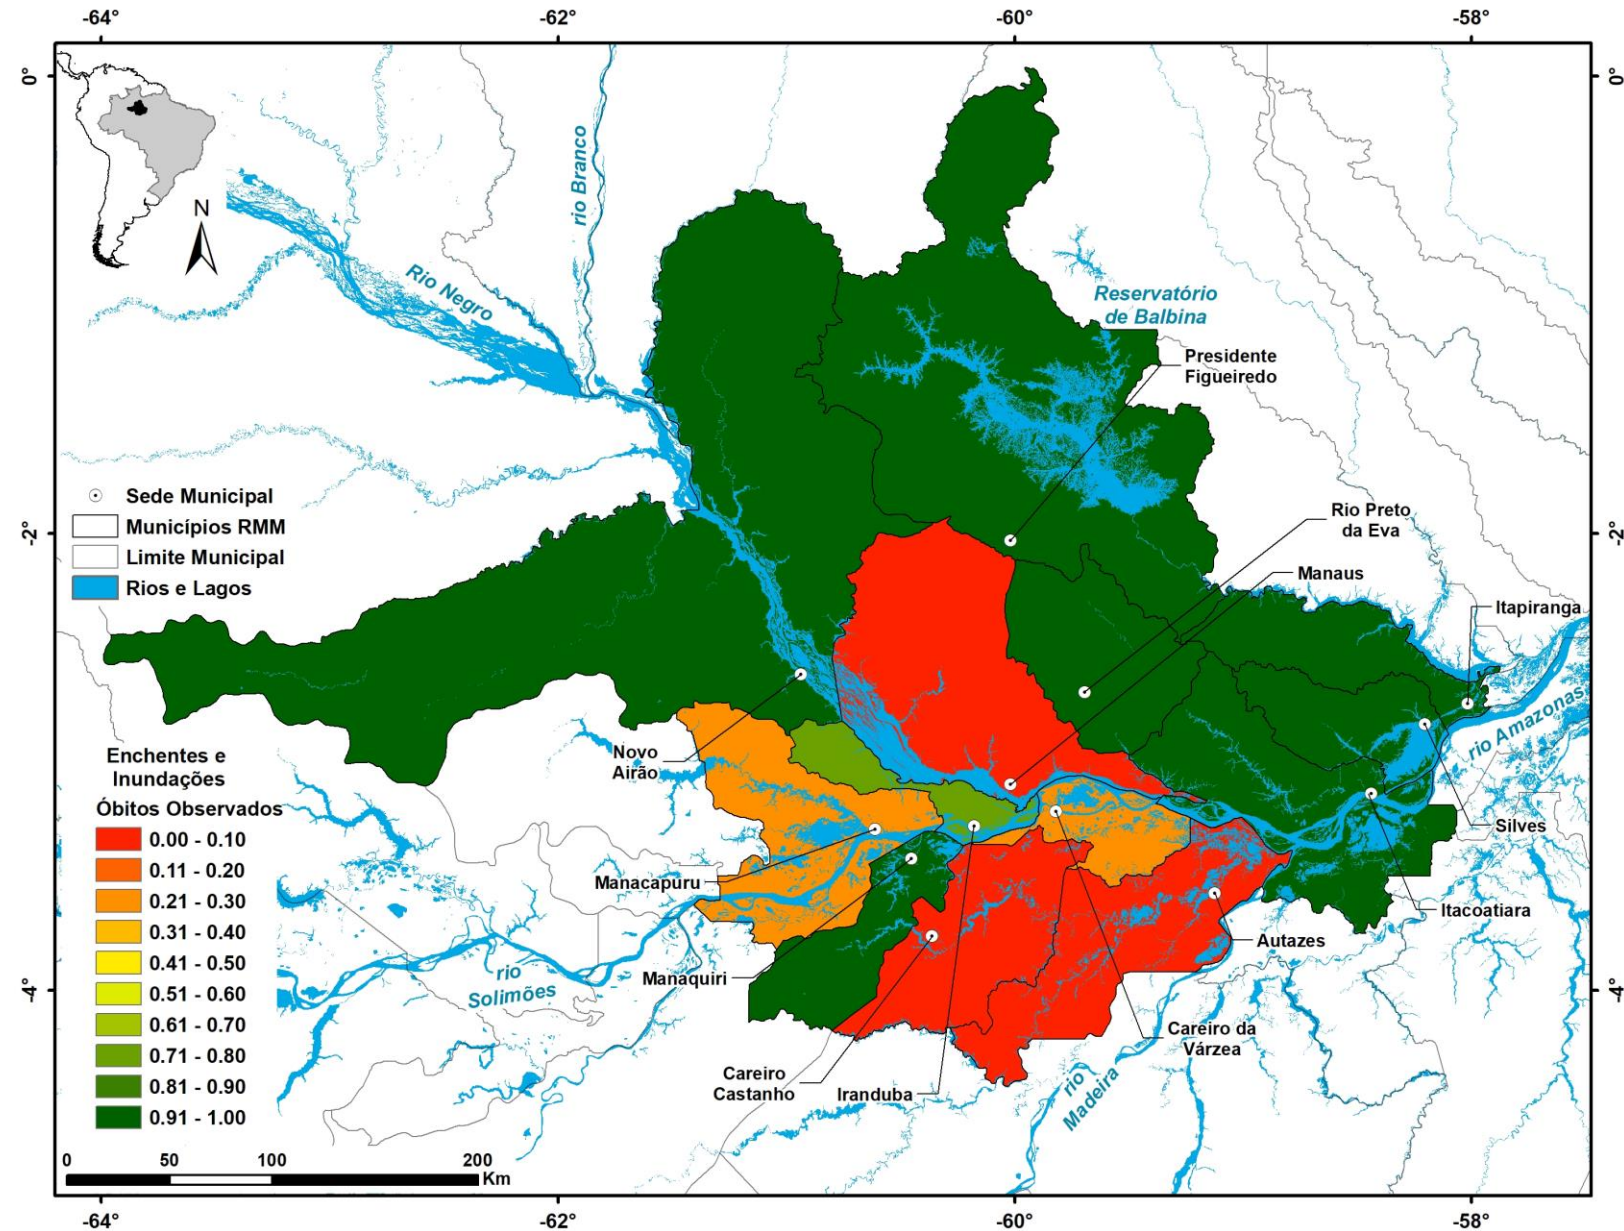 -64°
-62°
-60°
-58°
0°
0°
N
rio Branco
Rio Negro
Reservatório
de Balbina
Presidente
Figueiredo
Sede Municipal
Municípios RMM
Limite Municipal
Rios e Lagos
-2°
-2°
Rio Preto
da Eva
Manaus
Itapiranga
rio Amazonas
Novo
Airão
Enchentes e
Inundações
Óbitos Observados
0.00 - 0.10
0.11 - 0.20
0.21 - 0.30
0.31 - 0.40
0.41 - 0.50
0.51 - 0.60
0.61 - 0.70
0.71 - 0.80
0.81 - 0.90
0.91 - 1.00
Silves
Manacapuru
Itacoatiara
Autazes
Manaquiri
rio
Solimões
-4°
-4°
Careiro da
Várzea
Careiro
Castanho
Iranduba
rio
Madeira
0
50
100
200
Km
-64°
-62°
-60°
-58°